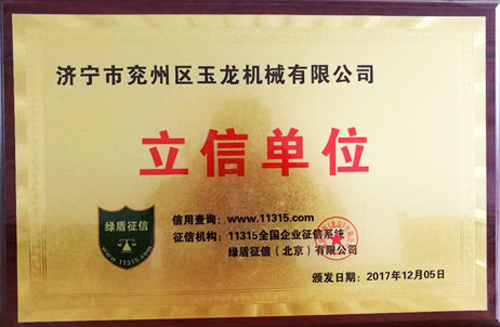 济宁市兖州区玉龙机械有限公司
立信单位
绿盾征信
www.11315.com
信用查询：www.11315.com
征信机构：11315全国企业征信系统
绿盾征信（北京）有限公司
颁发日期：2017年12月05日